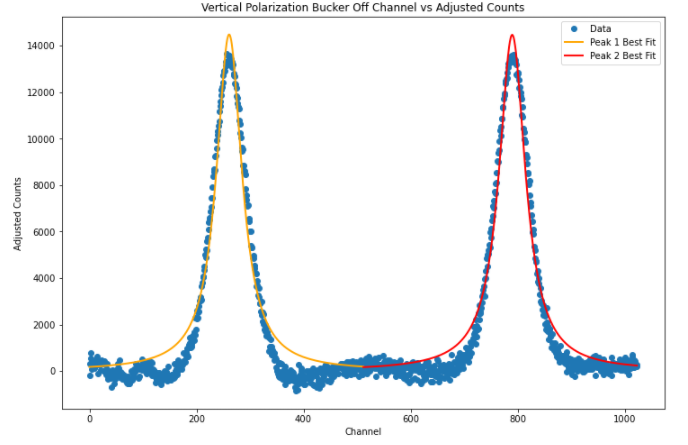 Vertical Polarization Bucker Off Channel vs Adjusted Counts
Data
Peak 1 Best Fit
Peak 2 Best Fit
14000
12000
10000
8000
6000
4000
2000
0
Adjusted Counts
0
200
400
600
800
1000
Channel